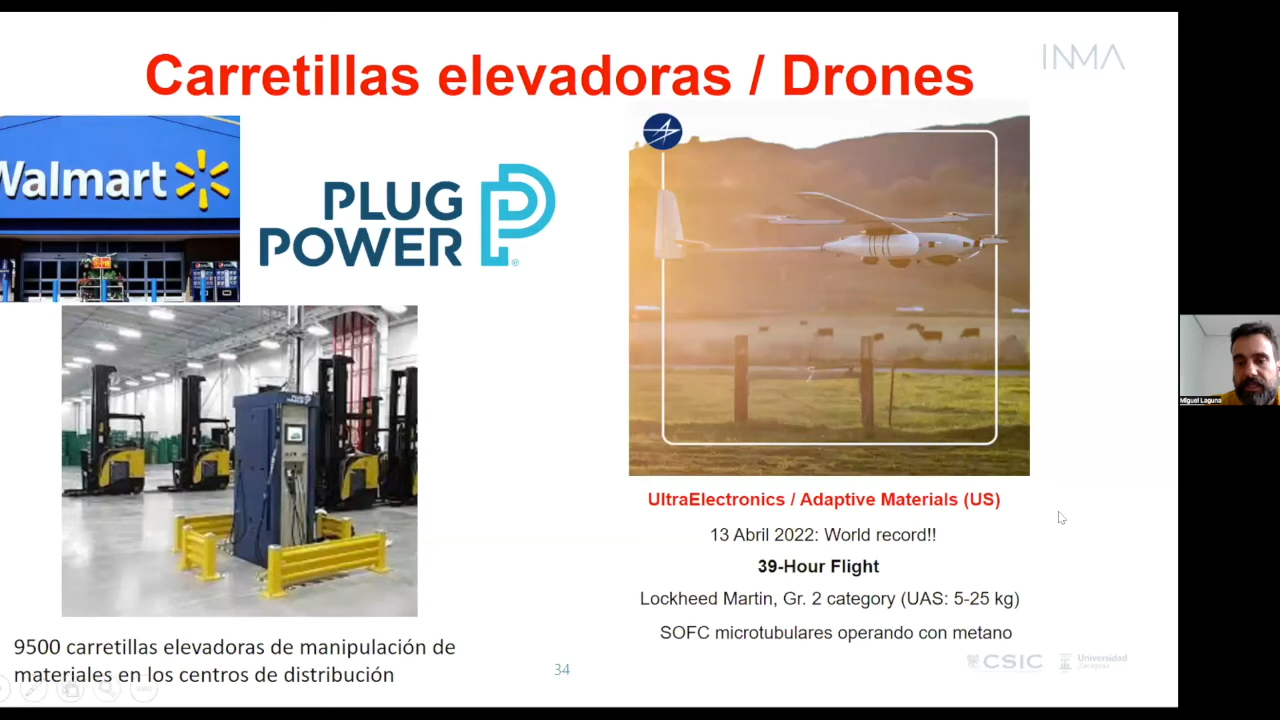 Carretillas elevadoras / Drones
INMA
Walmart
PLUG
POWER
UltraElectronics / Adaptive Materials (US)
13 Abril 2022: World record!!
39-Hour Flight
Lockheed Martin, Gr. 2 category (UAS: 5-25 kg)
SOFC microtubulares operando con metano
9500 carretillas elevadoras de manipulación de
materiales en los centros de distribución
34
CSIC
Universidad
Zaragoza
Miguel Laguna